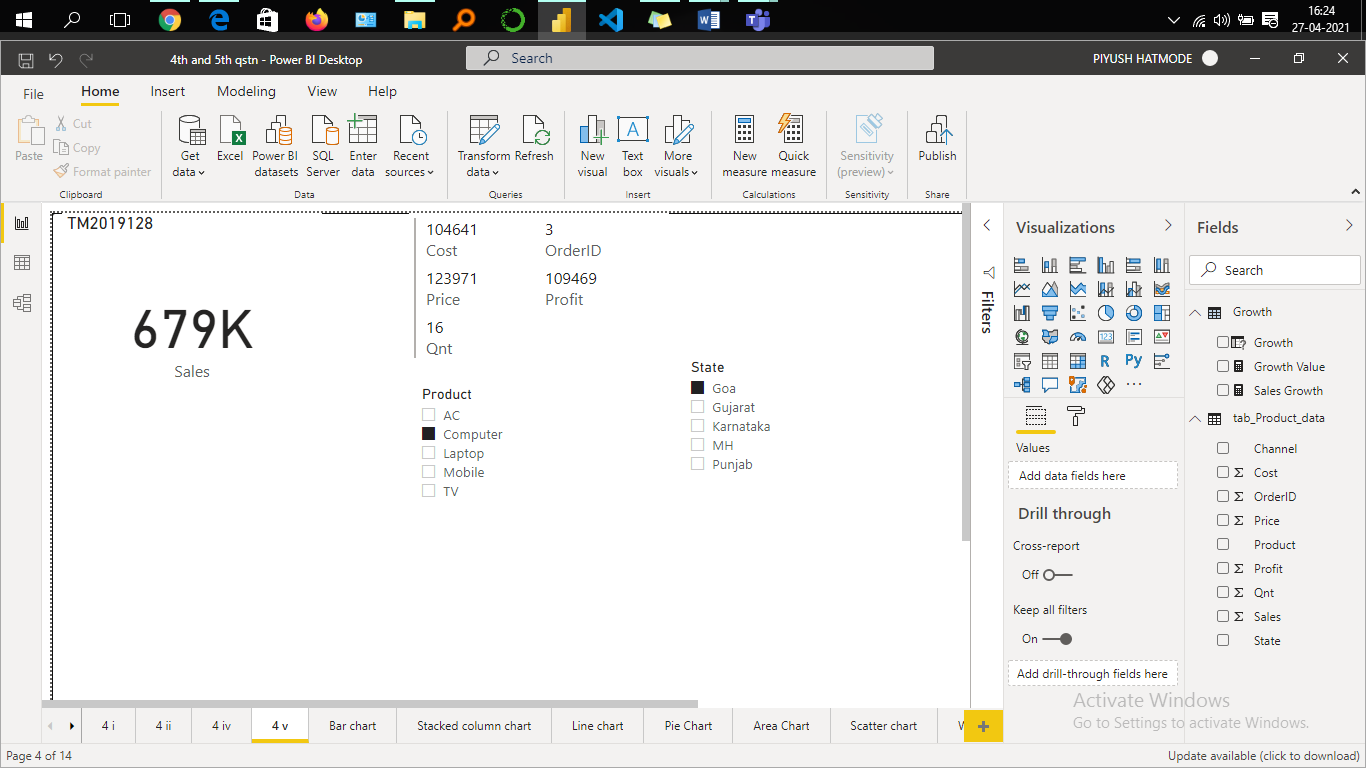 16:24
27-04-2021
4th and 5th qstn - Power BI Desktop
Search
PIYUSH HATMODE
File
Home
Insert
Modeling
View
Help
Paste
Cut
Copy
Format painter
Clipboard
Get data
Excel
Power BI datasets
SQL Server
Enter data
Recent sources
Data
Transform data
Refresh
Queries
New visual
Text box
A
More visuals
Insert
New measure
Quick measure
Calculations
Sensitivity (preview)
Sensitivity
Publish
Share
TM2019128
679K
Sales
104641
Cost
3
OrderID
123971
Price
109469
Profit
16
Qnt
Product
AC
Computer
Laptop
Mobile
TV
State
Goa
Gujarat
Karnataka
MH
Punjab
Filters
Visualizations
123
R
Py
Values
Add data fields here
Drill through
Cross-report
Off
Keep all filters
On
Add drill-through fields here
Fields
Search
Growth
Growth
Growth Value
Sales Growth
tab_Product_data
Channel
Σ Cost
Σ OrderID
Σ Price
Product
Σ Profit
Σ Qnt
Σ Sales
State
Activate Windows
Go to Settings to activate Windows.
4 i
4 ii
4 iv
4 v
Bar chart
Stacked column chart
Line chart
Pie Chart
Area Chart
Scatter chart
Page 4 of 14
Update available (click to download)